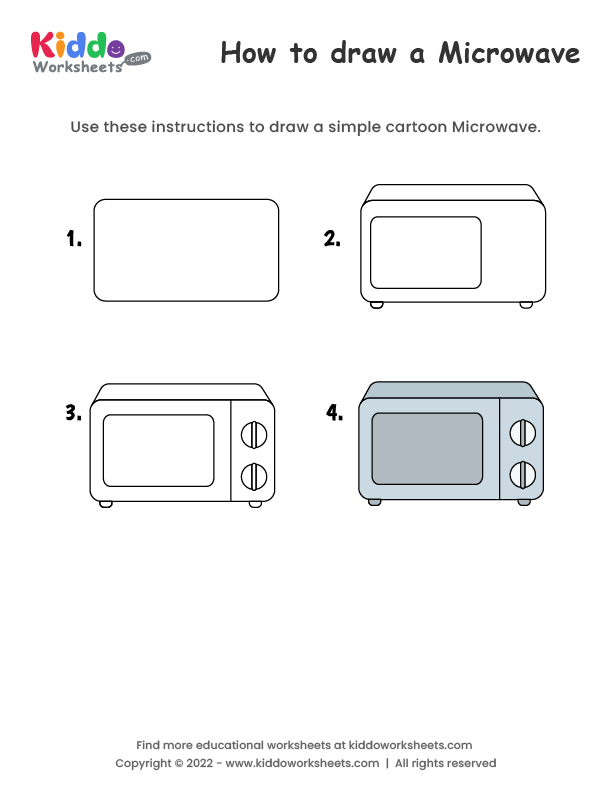 Kiddo
Worksheets.com
How to draw a Microwave
Use these instructions to draw a simple cartoon Microwave.
1.
2.
3.
4.
Find more educational worksheets at kiddoworksheets.com
Copyright © 2022 - www.kiddoworksheets.com | All rights reserved